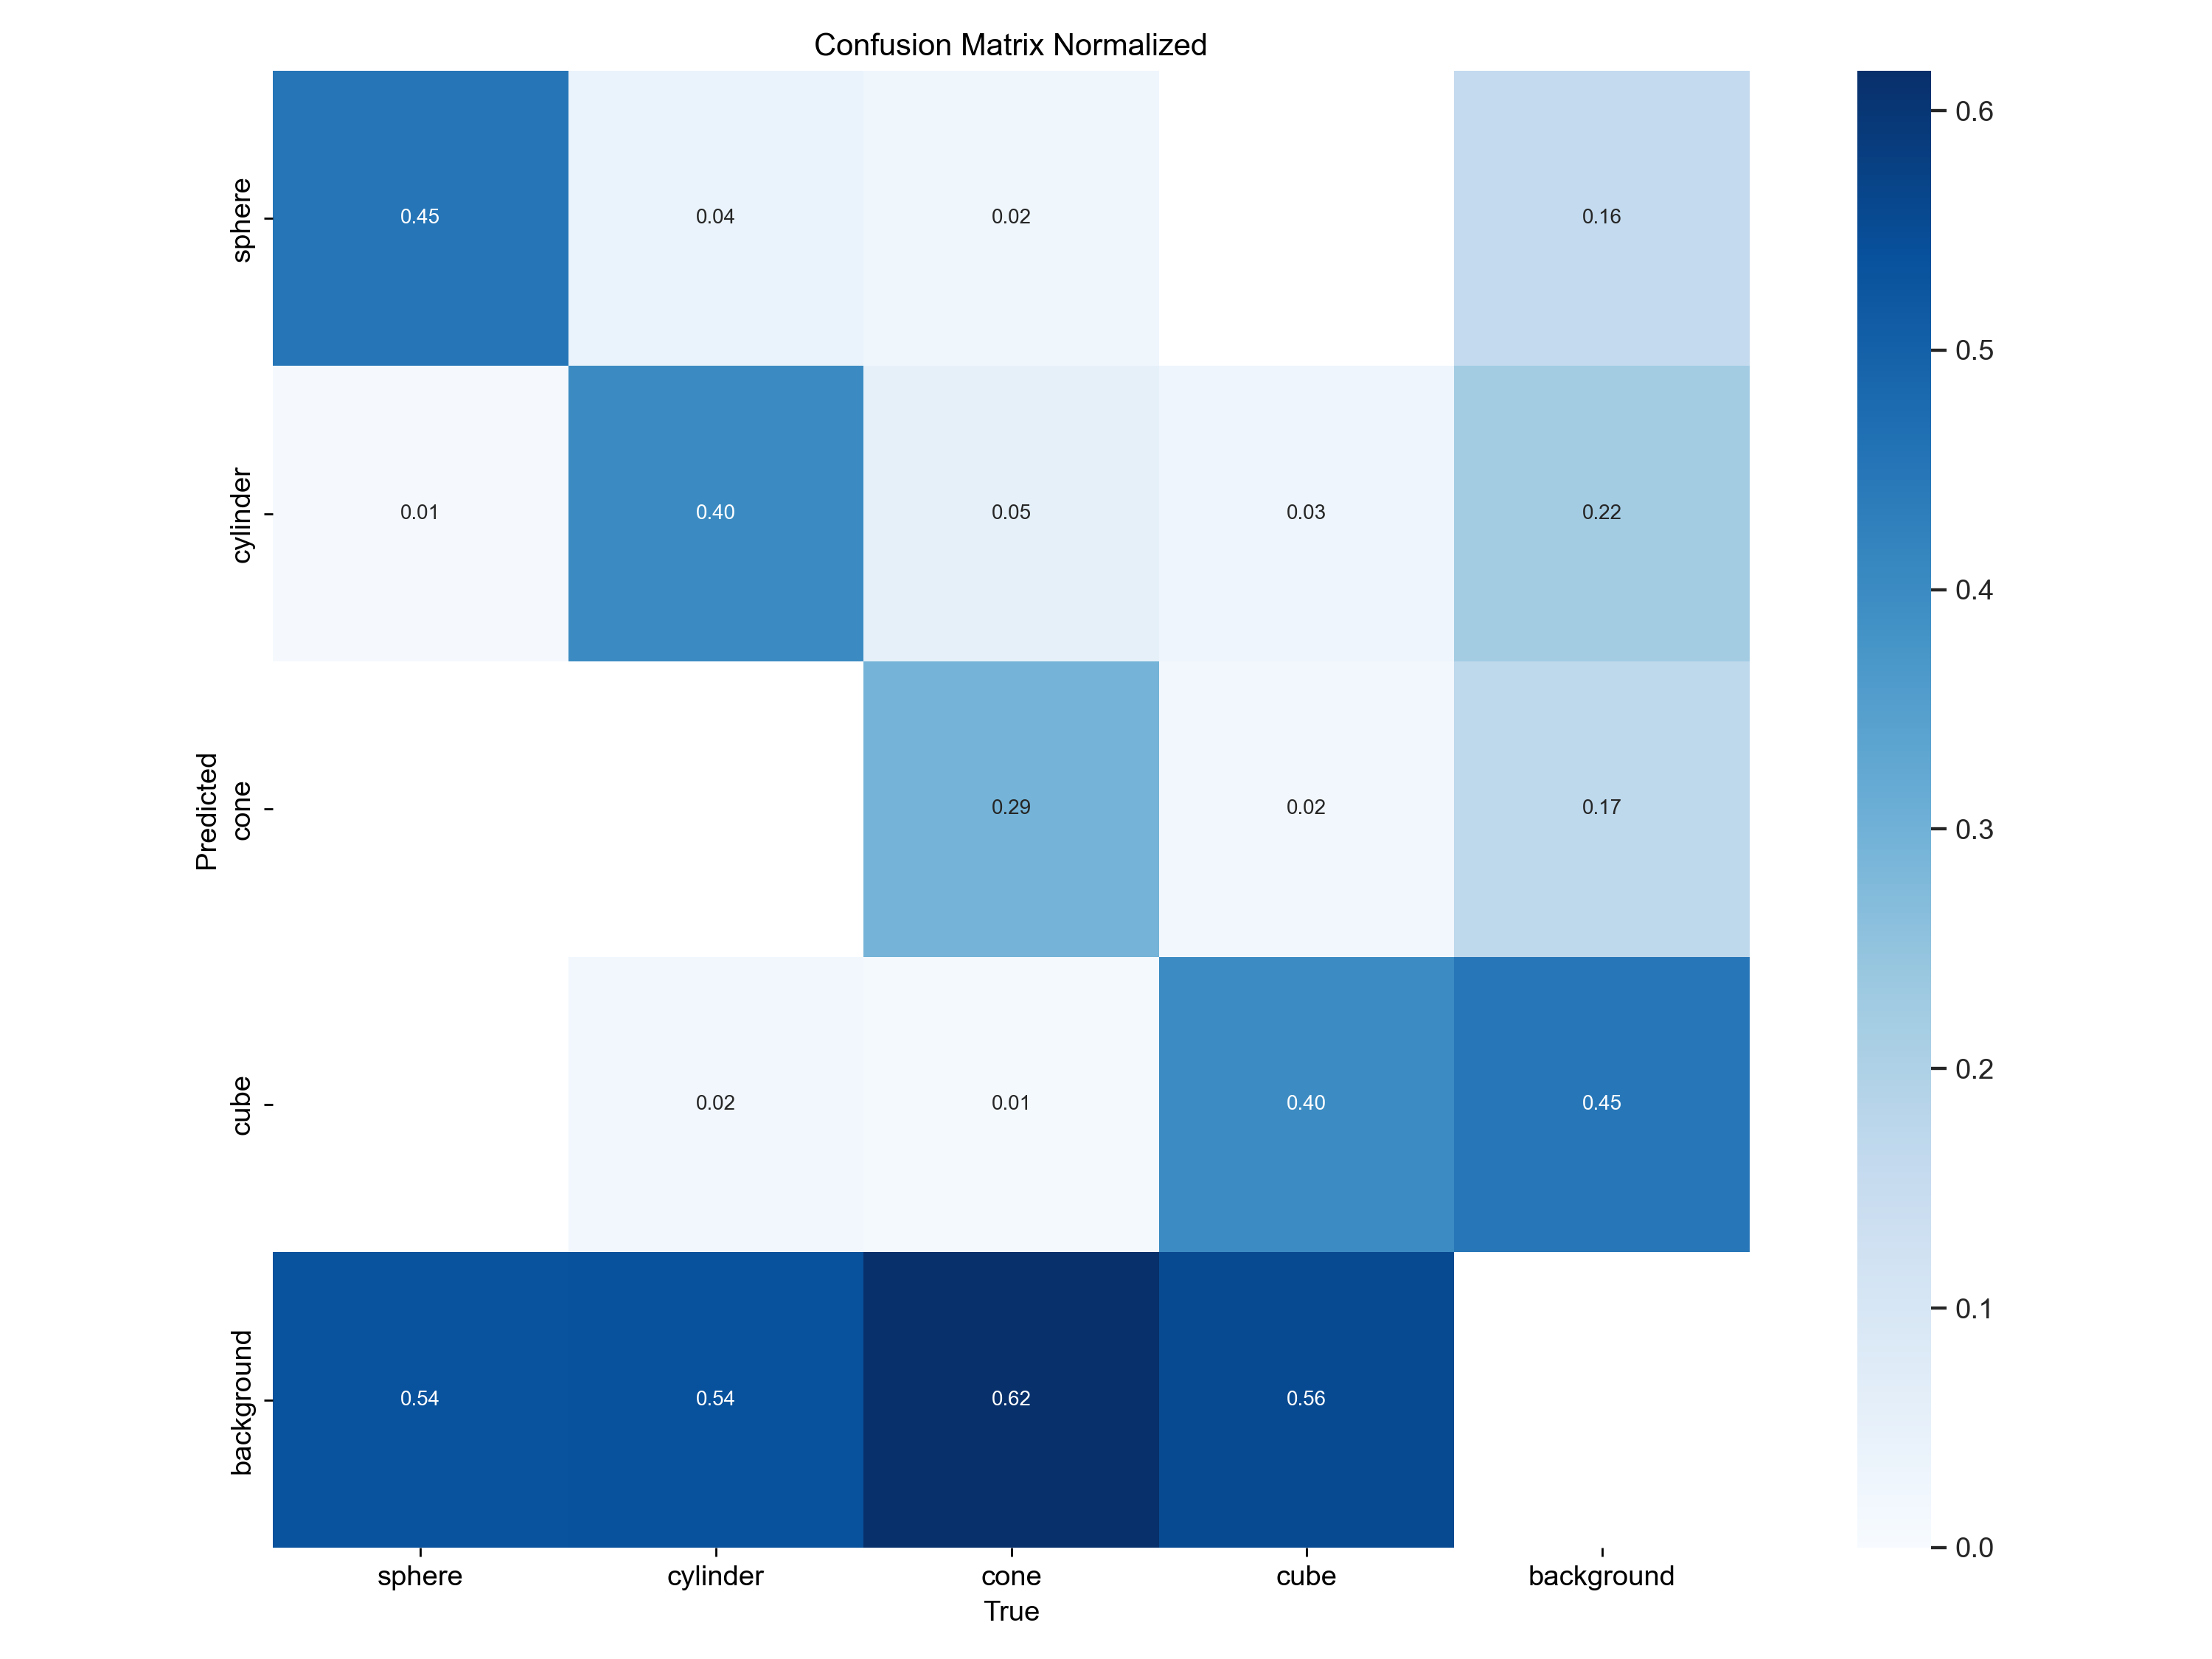 Confusion Matrix Normalized
sphere 0.45 0.04 0.02 0.16
cylinder 0.01 0.40 0.05 0.03 0.22
cone 0.29 0.02 0.17
cube 0.02 0.01 0.40 0.45
background 0.54 0.54 0.62 0.56
Predicted
sphere cylinder cone cube background
True
0.6
0.5
0.4
0.3
0.2
0.1
0.0